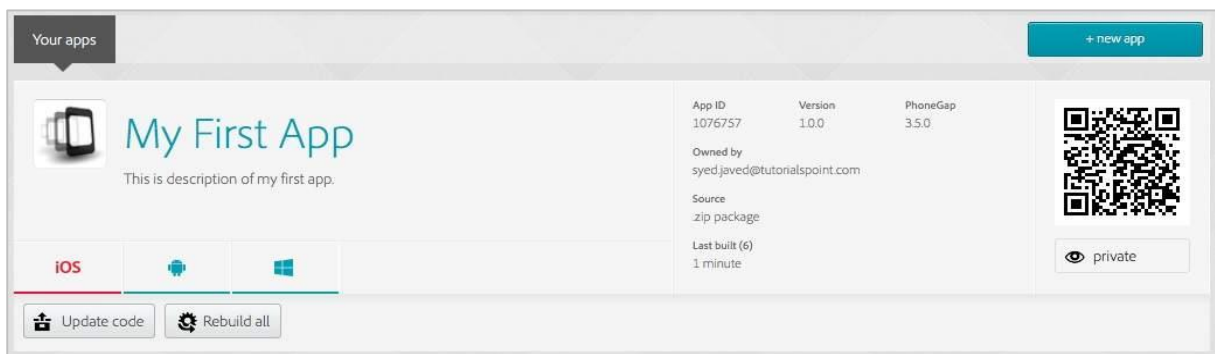 Your apps
+ new app
My First App
This is description of my first app.
App ID Version PhoneGap
1076757 1.0.0 3.5.0
Owned by
syed.javed@tutorialspoint.com
Source
.zip package
Last built (6)
1 minute
private
iOS
Update code Rebuild all